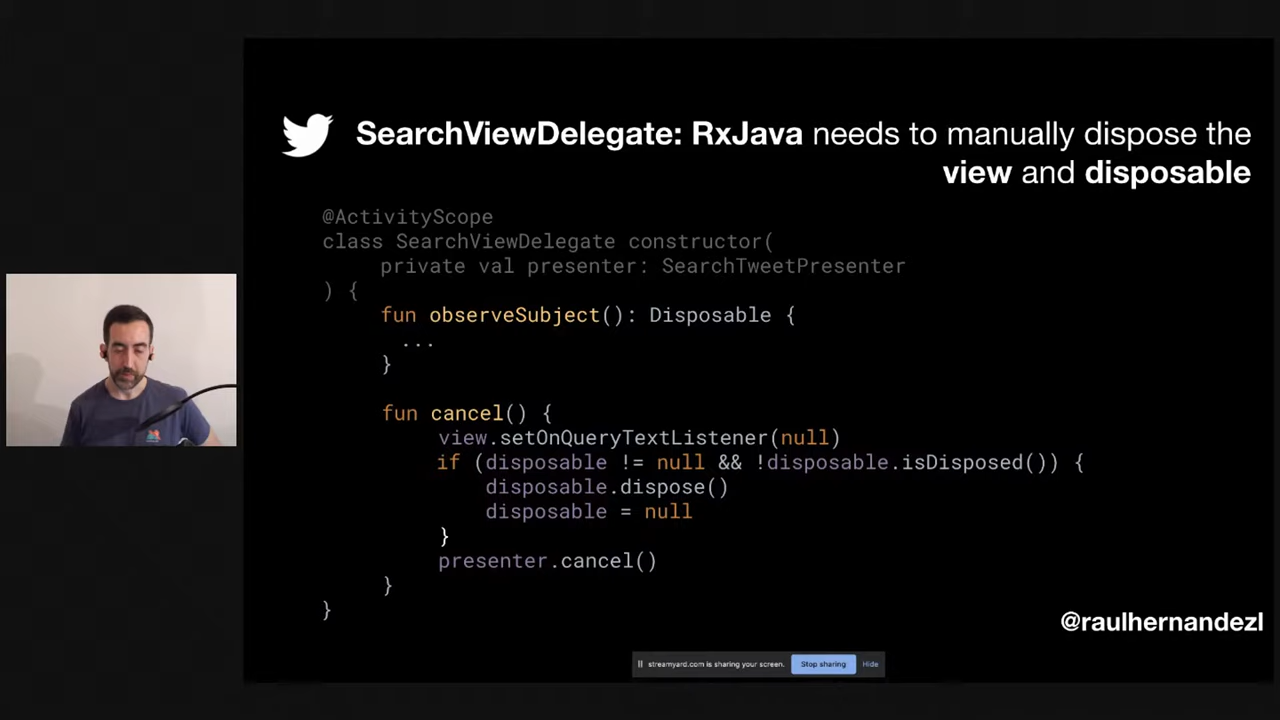 SearchViewDelegate: RxJava needs to manually dispose the
view and disposable
@ActivityScope
class SearchViewDelegate constructor(
private val presenter: SearchTweetPresenter
) {
fun observeSubject(): Disposable {
...
}
fun cancel() {
view.setOnQueryTextListener(null)
if (disposable != null && !disposable.isDisposed()) {
disposable.dispose()
disposable = null
}
presenter.cancel()
}
}
@raulhernandezl
streamyard.com is sharing your screen. Stop sharing Hide